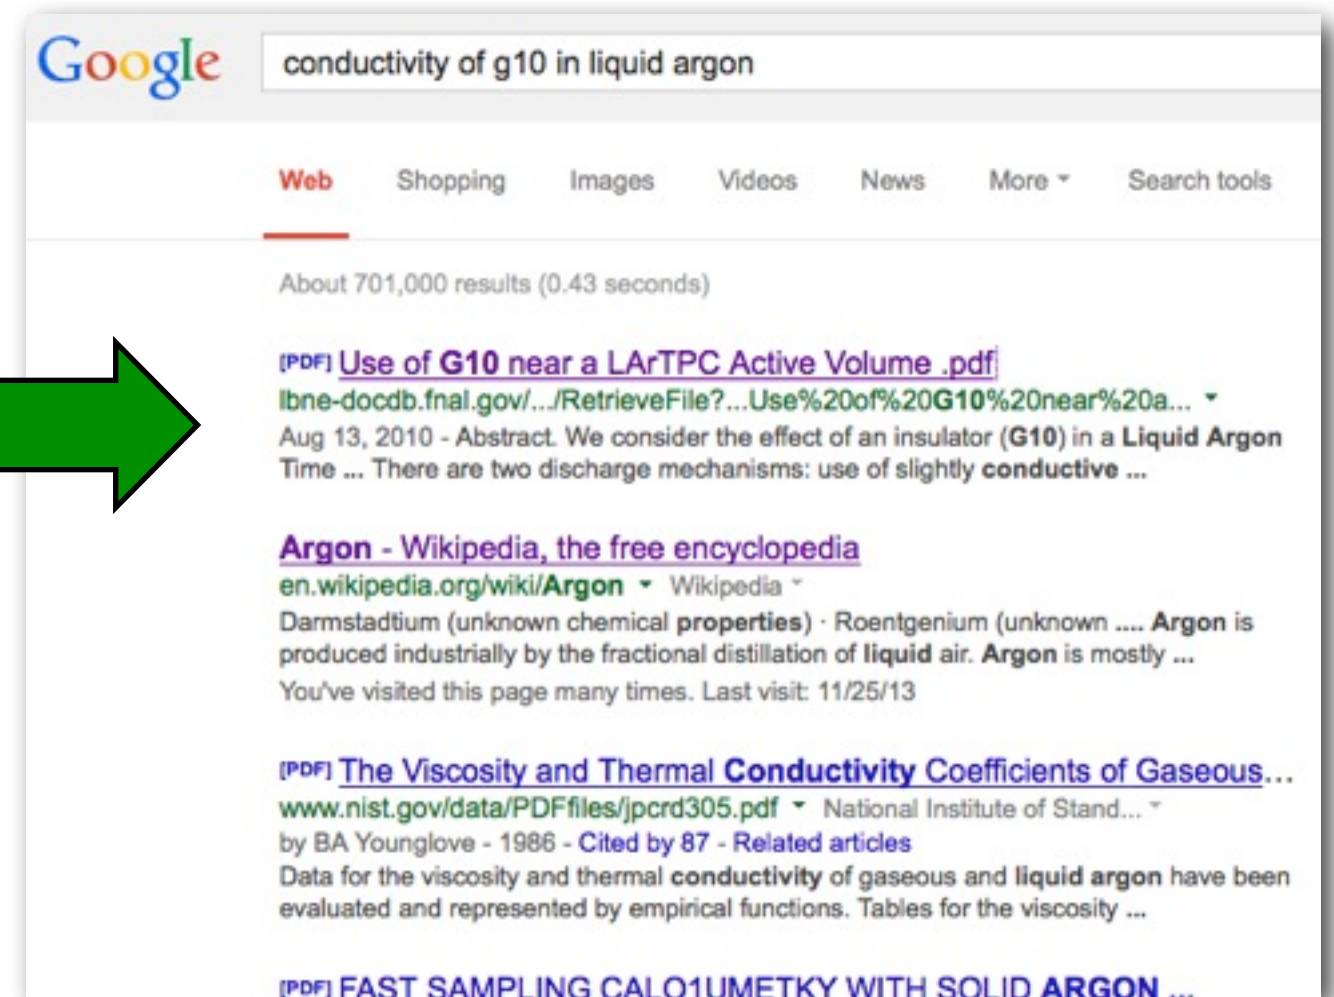 Google conductivity of g10 in liquid argon
Web Shopping Images Videos News More Search tools
About 701,000 results (0.43 seconds)
[PDF] Use of G10 near a LArTPC Active Volume .pdf
lbne-docdb.fnal.gov/.../RetrieveFile?...Use%20of%20G10%20near%20a...
Aug 13, 2010 - Abstract. We consider the effect of an insulator (G10) in a Liquid Argon
Time ... There are two discharge mechanisms: use of slightly conductive ...
Argon - Wikipedia, the free encyclopedia
en.wikipedia.org/wiki/Argon Wikipedia
Darmstadtium (unknown chemical properties) · Roentgenium (unknown .... Argon is
produced industrially by the fractional distillation of liquid air. Argon is mostly ...
You've visited this page many times. Last visit: 11/25/13
[PDF] The Viscosity and Thermal Conductivity Coefficients of Gaseous...
www.nist.gov/data/PDFfiles/jpcrd305.pdf National Institute of Stand...
by BA Younglove - 1986 - Cited by 87 - Related articles
Data for the viscosity and thermal conductivity of gaseous and liquid argon have been
evaluated and represented by empirical functions. Tables for the viscosity ...
[PDF] FAST SAMPLING CALO1UMETKY WITH SOLID ARGON ...